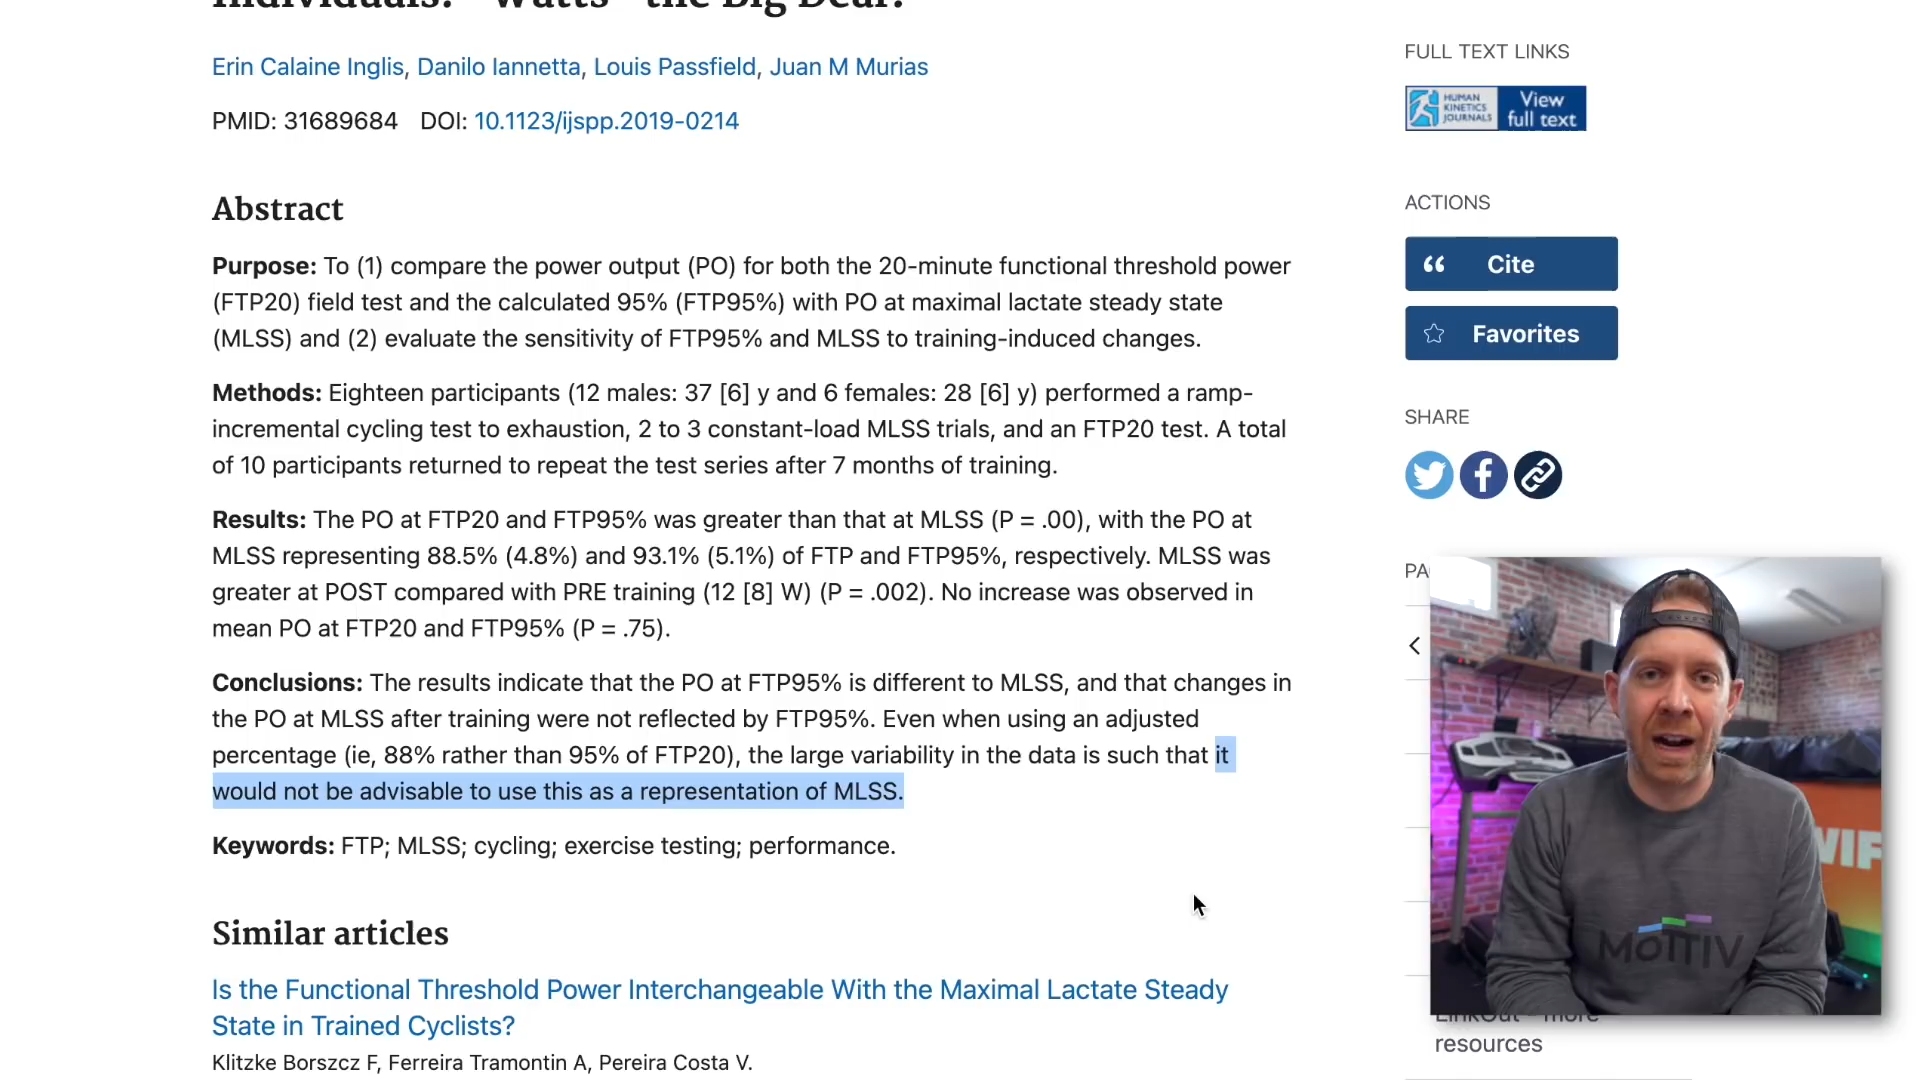 Individuals: "Watts" the Big Deal?
Erin Calaine Inglis, Danilo Iannetta, Louis Passfield, Juan M Murias
PMID: 31689684 DOI: 10.1123/ijspp.2019-0214
Abstract
Purpose: To (1) compare the power output (PO) for both the 20-minute functional threshold power
(FTP20) field test and the calculated 95% (FTP95%) with PO at maximal lactate steady state
(MLSS) and (2) evaluate the sensitivity of FTP95% and MLSS to training-induced changes.
Methods: Eighteen participants (12 males: 37 [6] y and 6 females: 28 [6] y) performed a ramp-
incremental cycling test to exhaustion, 2 to 3 constant-load MLSS trials, and an FTP20 test. A total
of 10 participants returned to repeat the test series after 7 months of training.
Results: The PO at FTP20 and FTP95% was greater than that at MLSS (P = .00), with the PO at
MLSS representing 88.5% (4.8%) and 93.1% (5.1%) of FTP and FTP95%, respectively. MLSS was
greater at POST compared with PRE training (12 [8] W) (P = .002). No increase was observed in
mean PO at FTP20 and FTP95% (P = .75).
Conclusions: The results indicate that the PO at FTP95% is different to MLSS, and that changes in
the PO at MLSS after training were not reflected by FTP95%. Even when using an adjusted
percentage (ie, 88% rather than 95% of FTP20), the large variability in the data is such that it
would not be advisable to use this as a representation of MLSS.
Keywords: FTP; MLSS; cycling; exercise testing; performance.
Similar articles
Is the Functional Threshold Power Interchangeable With the Maximal Lactate Steady
State in Trained Cyclists?
Klitzke Borszcz F, Ferreira Tramontin A, Pereira Costa V.
FULL TEXT LINKS
HUMAN
KINETICS
JOURNALS
View
full text
ACTIONS
Cite
Favorites
SHARE
PA
WIF
MOTTIV
LinkOut - more
resources